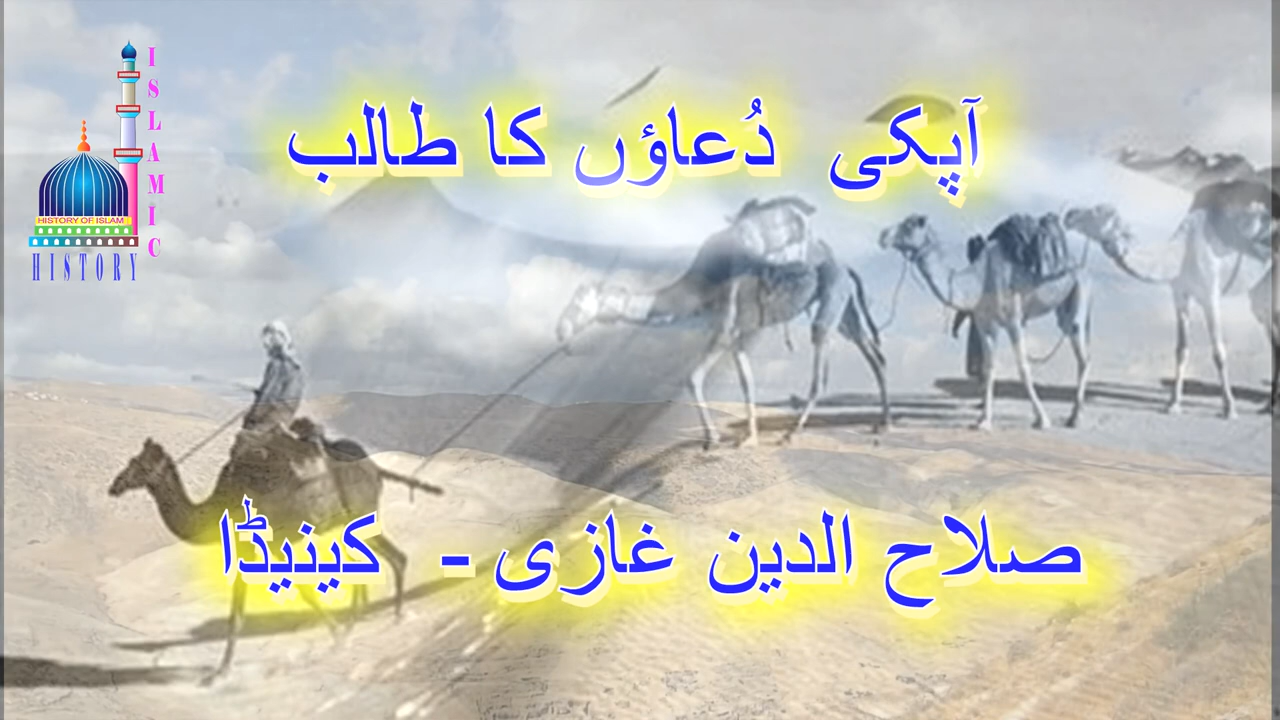 ISLAMIC
HISTORY OF ISLAM
HISTORY
آپکی دُعاؤں کا طالب
صلاح الدین غازی - کینیڈا